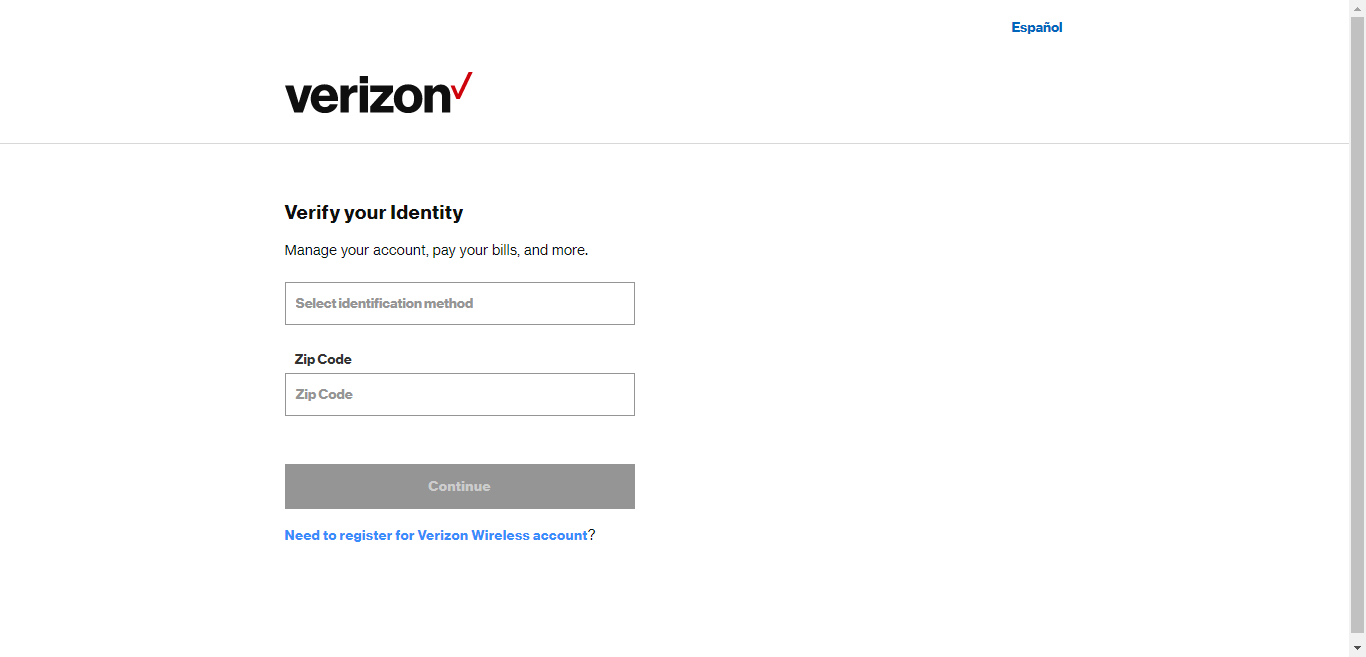 Español
verizon
Verify your Identity
Manage your account, pay your bills, and more.
Select identification method
Zip Code
Zip Code
Continue
Need to register for Verizon Wireless account?